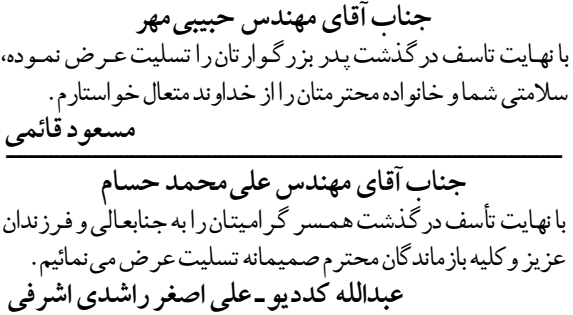 جناب آقای مهندس حبیبی مهر
با نهایت تاسف درگذشت پدر بزرگوارتان را تسلیت عرض نموده،
سلامتی شما و خانواده محترمتان را از خداوند متعال خواستارم.
مسعود قائمی
جناب آقای مهندس علی محمد حسام
با نهایت تأسف درگذشت همسر گرامیتان را به جنابعالی و فرزندان
عزیز و کلیه بازماندگان محترم صمیمانه تسلیت عرض می‌نمائیم.
عبدالله کددیو ـ علی اصغر راشدی اشرفی